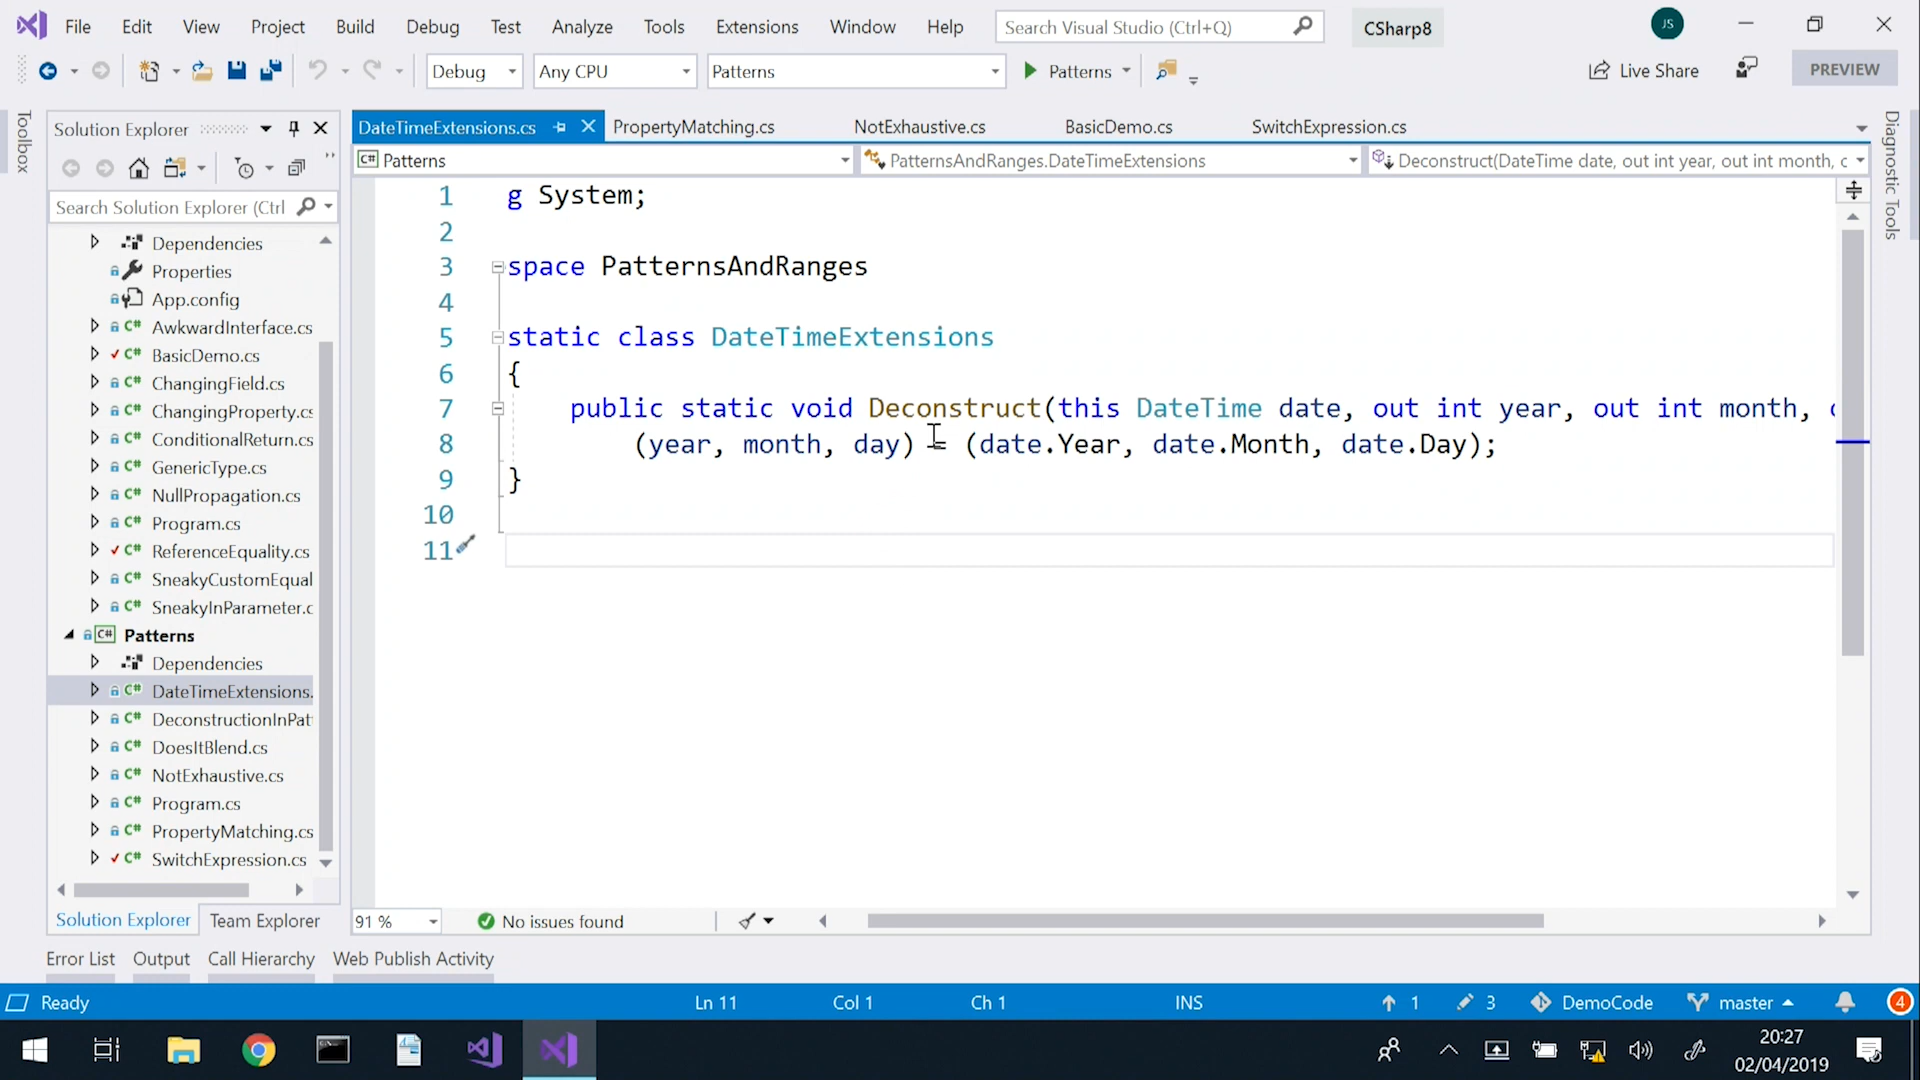 File Edit View Project Build Debug Test Analyze Tools Extensions Window Help Search Visual Studio (Ctrl+Q) CSharp8 JS
Debug Any CPU Patterns Patterns Live Share PREVIEW
Toolbox
Solution Explorer
Search Solution Explorer (Ctrl
Dependencies
Properties
App.config
AwkwardInterface.cs
BasicDemo.cs
ChangingField.cs
ChangingProperty.cs
ConditionalReturn.cs
GenericType.cs
NullPropagation.cs
Program.cs
ReferenceEquality.cs
SneakyCustomEqual
SneakyInParameter.c
Patterns
Dependencies
DateTimeExtensions.
DeconstructionInPat
DoesItBlend.cs
NotExhaustive.cs
Program.cs
PropertyMatching.cs
SwitchExpression.cs
Solution Explorer Team Explorer
DateTimeExtensions.cs PropertyMatching.cs NotExhaustive.cs BasicDemo.cs SwitchExpression.cs
C# Patterns PatternsAndRanges.DateTimeExtensions Deconstruct(DateTime date, out int year, out int month, c
1 g System;
2
3 space PatternsAndRanges
4
5 static class DateTimeExtensions
6 {
7 public static void Deconstruct(this DateTime date, out int year, out int month, o
8 (year, month, day) = (date.Year, date.Month, date.Day);
9 }
10
11
Diagnostic Tools
91 % No issues found
Error List Output Call Hierarchy Web Publish Activity
Ready Ln 11 Col 1 Ch 1 INS 1 3 DemoCode master 4
20:27
02/04/2019